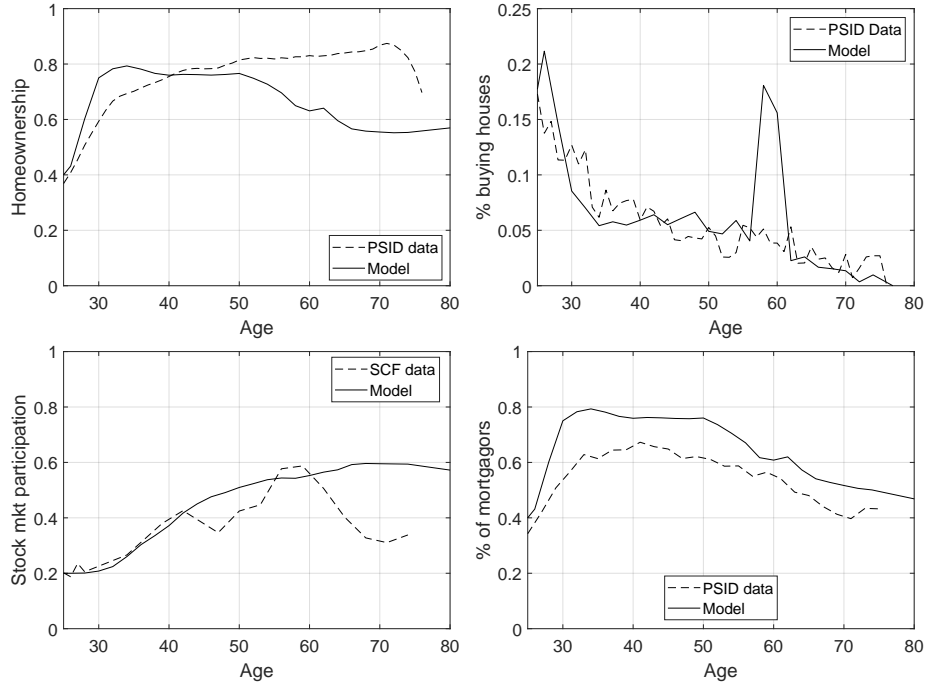 1
0.8
0.6
0.4
0.2
0
Homeownership
30 40 50 60 70 80
Age
PSID data
Model
0.25
0.20
0.15
0.10
0.05
0
% buying houses
30 40 50 60 70 80
Age
PSID Data
Model
1
0.8
0.6
0.4
0.2
0
Stock mkt participation
30 40 50 60 70 80
Age
SCF data
Model
1
0.8
0.6
0.4
0.2
0
% of mortgagors
30 40 50 60 70 80
Age
PSID data
Model